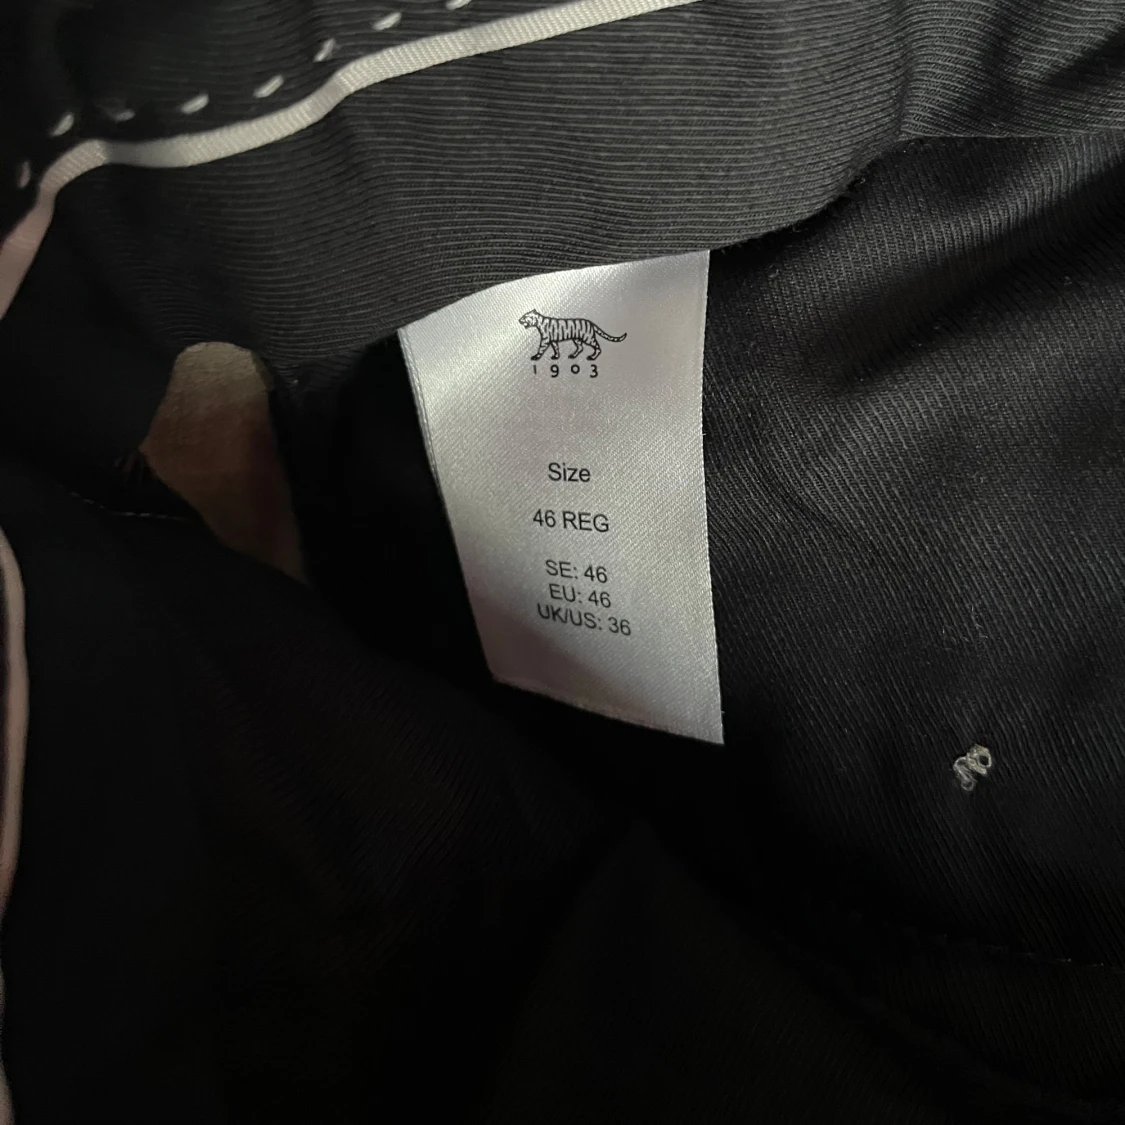 1903
Size
46 REG
SE: 46
EU: 46
UK/US: 36